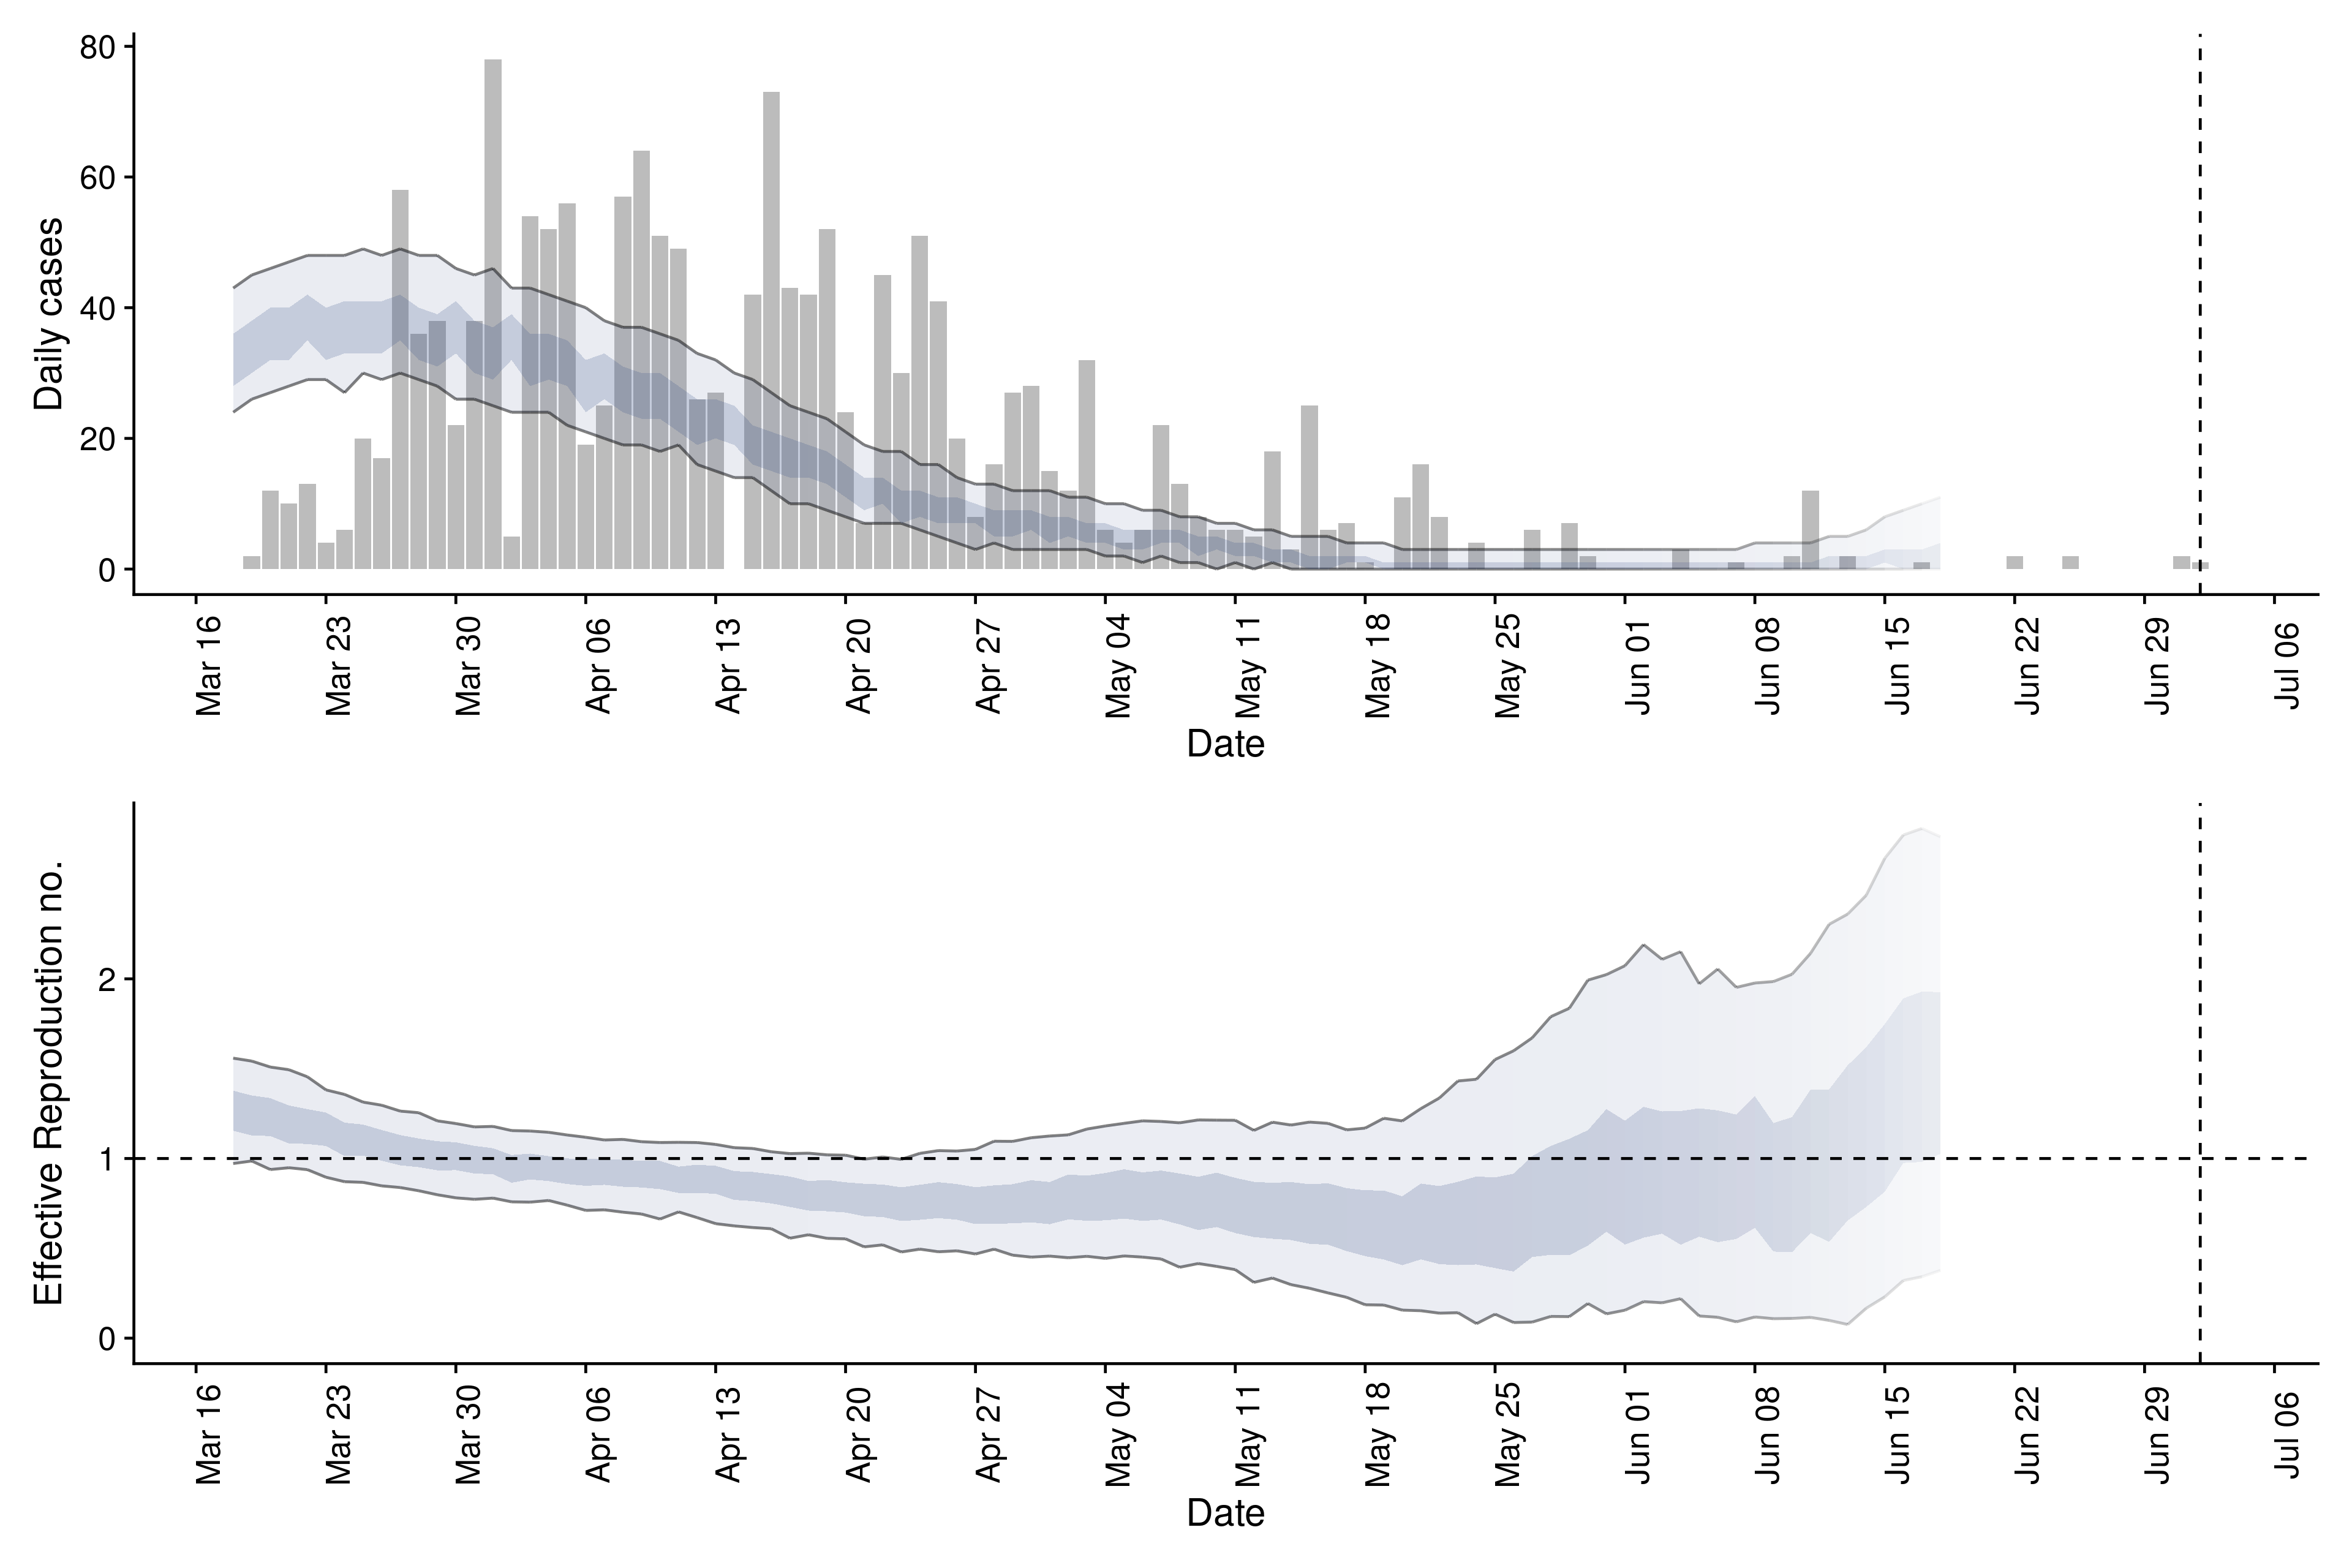 80
60
40
20
0
Daily cases
Mar 16
Mar 23
Mar 30
Apr 06
Apr 13
Apr 20
Apr 27
May 04
May 11
May 18
May 25
Jun 01
Jun 08
Jun 15
Jun 22
Jun 29
Jul 06
Date
2
1
0
Effective Reproduction no.
Mar 16
Mar 23
Mar 30
Apr 06
Apr 13
Apr 20
Apr 27
May 04
May 11
May 18
May 25
Jun 01
Jun 08
Jun 15
Jun 22
Jun 29
Jul 06
Date